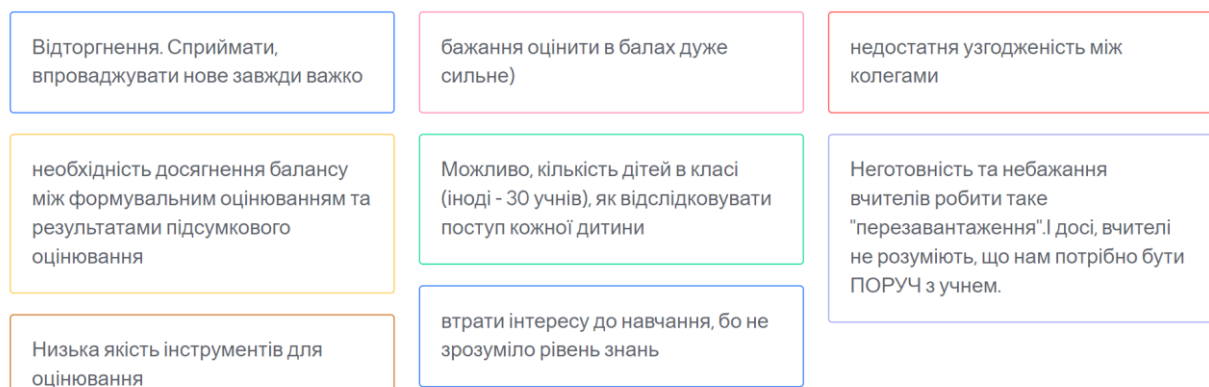 Відторгнення. Сприймати,
впроваджувати нове завжди важко
необхідність досягнення балансу
між формувальним оцінюванням та
результатами підсумкового
оцінювання
Низька якість інструментів для
оцінювання
бажання оцінити в балах дуже
сильне)
Можливо, кількість дітей в класі
(іноді - 30 учнів), як відслідковувати
поступ кожної дитини
втрати інтересу до навчання, бо не
зрозуміло рівень знань
недостатня узгодженість між
колегами
Неготовність та небажання
вчителів робити таке
"перезавантаження".І досі, вчителі
не розуміють, що нам потрібно бути
ПОРУЧ з учнем.